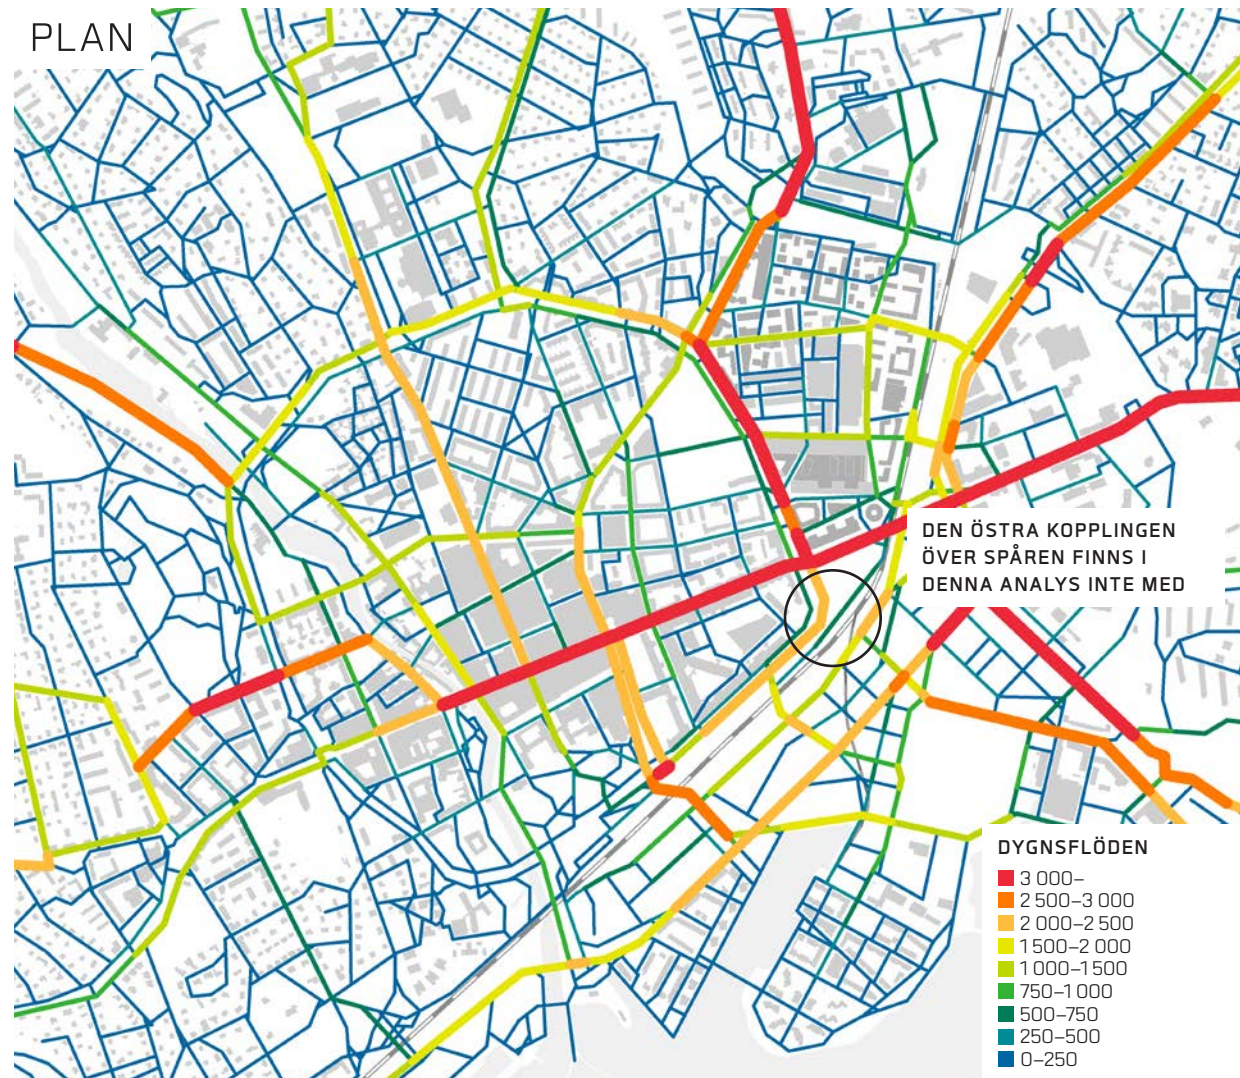 PLAN
DEN ÖSTRA KOPPLINGEN
ÖVER SPÅREN FINNS I
DENNA ANALYS INTE MED
DYGNSFLÖDEN
3 000–
2 500–3 000
2 000–2 500
1 500–2 000
1 000–1 500
750–1 000
500–750
250–500
0–250